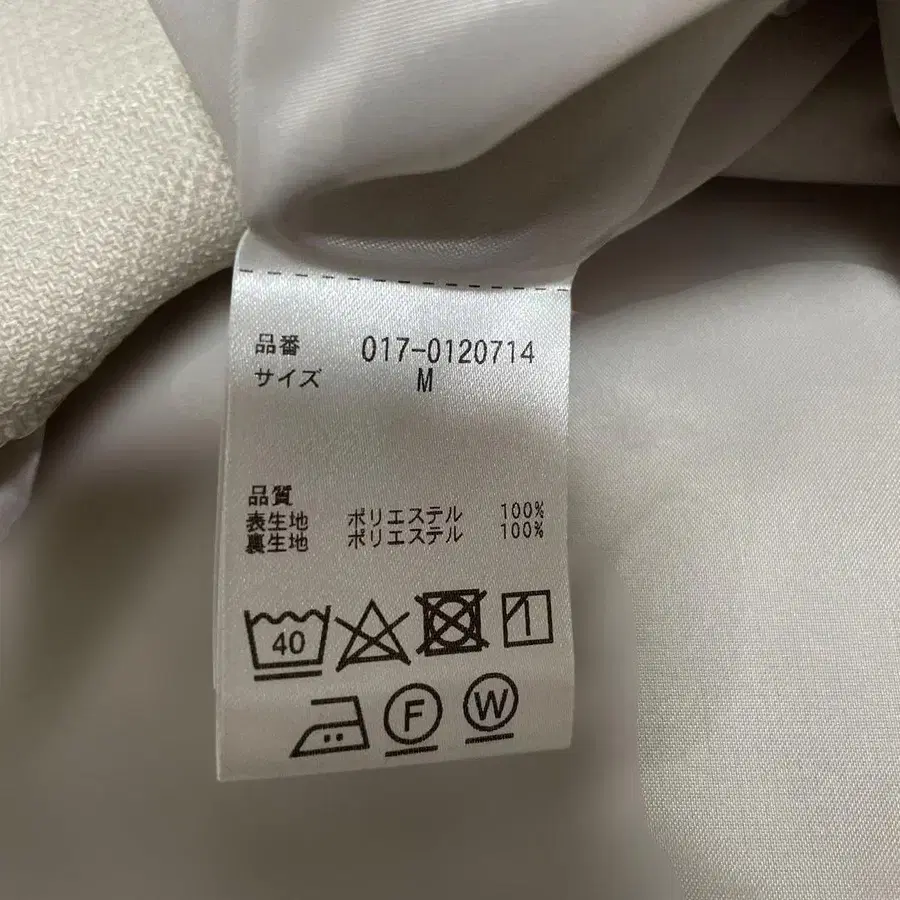 品番 017-0120714
サイズ M
品質
表生地 ポリエステル 100%
裏生地 ポリエステル 100%
40
F W